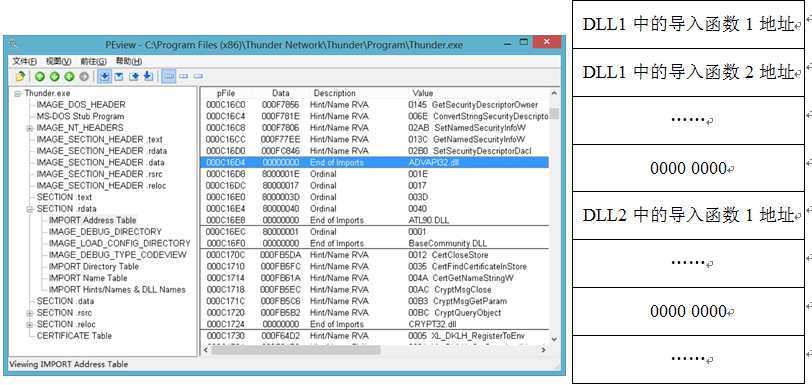 PEview - C:\Program Files (x86)\Thunder Network\Thunder\Program\Thunder.exe
文件(F) 视图(V) 前往(G) 帮助(H)
Thunder.exe
IMAGE_DOS_HEADER
MS-DOS Stub Program
IMAGE_NT_HEADERS
IMAGE_SECTION_HEADER .text
IMAGE_SECTION_HEADER .rdata
IMAGE_SECTION_HEADER .data
IMAGE_SECTION_HEADER .rsrc
IMAGE_SECTION_HEADER .reloc
SECTION .text
SECTION .rdata
IMPORT Address Table
IMAGE_DEBUG_DIRECTORY
IMAGE_LOAD_CONFIG_DIRECTORY
IMAGE_DEBUG_TYPE_CODEVIEW
IMPORT Directory Table
IMPORT Name Table
IMPORT Hints/Names & DLL Names
SECTION .data
SECTION .rsrc
SECTION .reloc
CERTIFICATE Table
pFile Data Description Value
000C16C0 000F7856 Hint/Name RVA 0145 GetSecurityDescriptorOwner
000C16C4 000F781E Hint/Name RVA 006E ConvertStringSecurityDescripto
000C16C8 000F7806 Hint/Name RVA 02AB SetNamedSecurityInfoW
000C16CC 000F77EE Hint/Name RVA 013C GetNamedSecurityInfoW
000C16D0 000FC846 Hint/Name RVA 02B0 SetSecurityDescriptorDacl
000C16D4 00000000 End of Imports ADVAPI32.dll
000C16D8 8000001E Ordinal 001E
000C16DC 80000017 Ordinal 0017
000C16E0 8000003D Ordinal 003D
000C16E4 80000040 Ordinal 0040
000C16E8 00000000 End of Imports ATL90.DLL
000C16EC 80000001 Ordinal 0001
000C16F0 00000000 End of Imports BaseCommunity.DLL
000C170C 000FB5DA Hint/Name RVA 0012 CertCloseStore
000C1710 000FB5FC Hint/Name RVA 0035 CertFindCertificateInStore
000C1714 000FB61A Hint/Name RVA 004A CertGetNameStringW
000C1718 000FB5EC Hint/Name RVA 00AC CryptMsgClose
000C171C 000FB5C6 Hint/Name RVA 00B3 CryptMsgGetParam
000C1720 000FB5B2 Hint/Name RVA 00BC CryptQueryObject
000C1724 00000000 End of Imports CRYPT32.dll
000C1730 000F64D2 Hint/Name RVA 0005 XL_DKLH_RegisterToEnv
Viewing IMPORT Address Table
DLL1 中的导入函数 1 地址
DLL1 中的导入函数 2 地址
……
0000 0000
DLL2 中的导入函数 1 地址
……
0000 0000
……